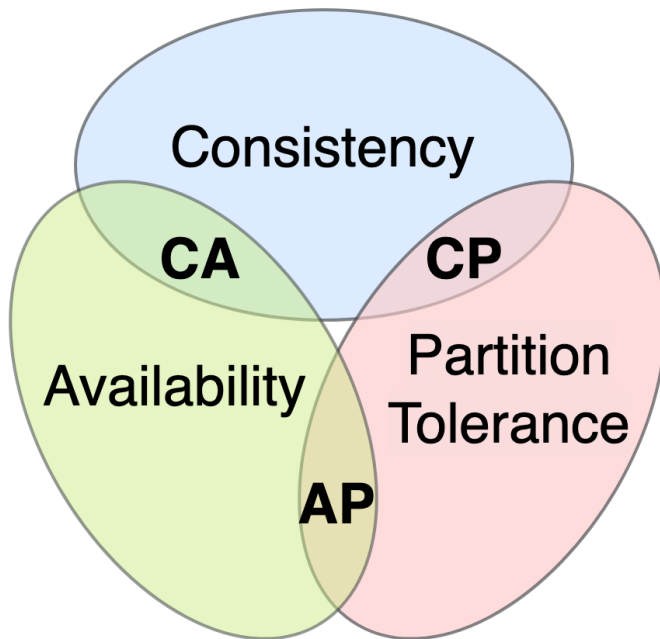 Consistency
CA
CP
Availability
Partition
Tolerance
AP